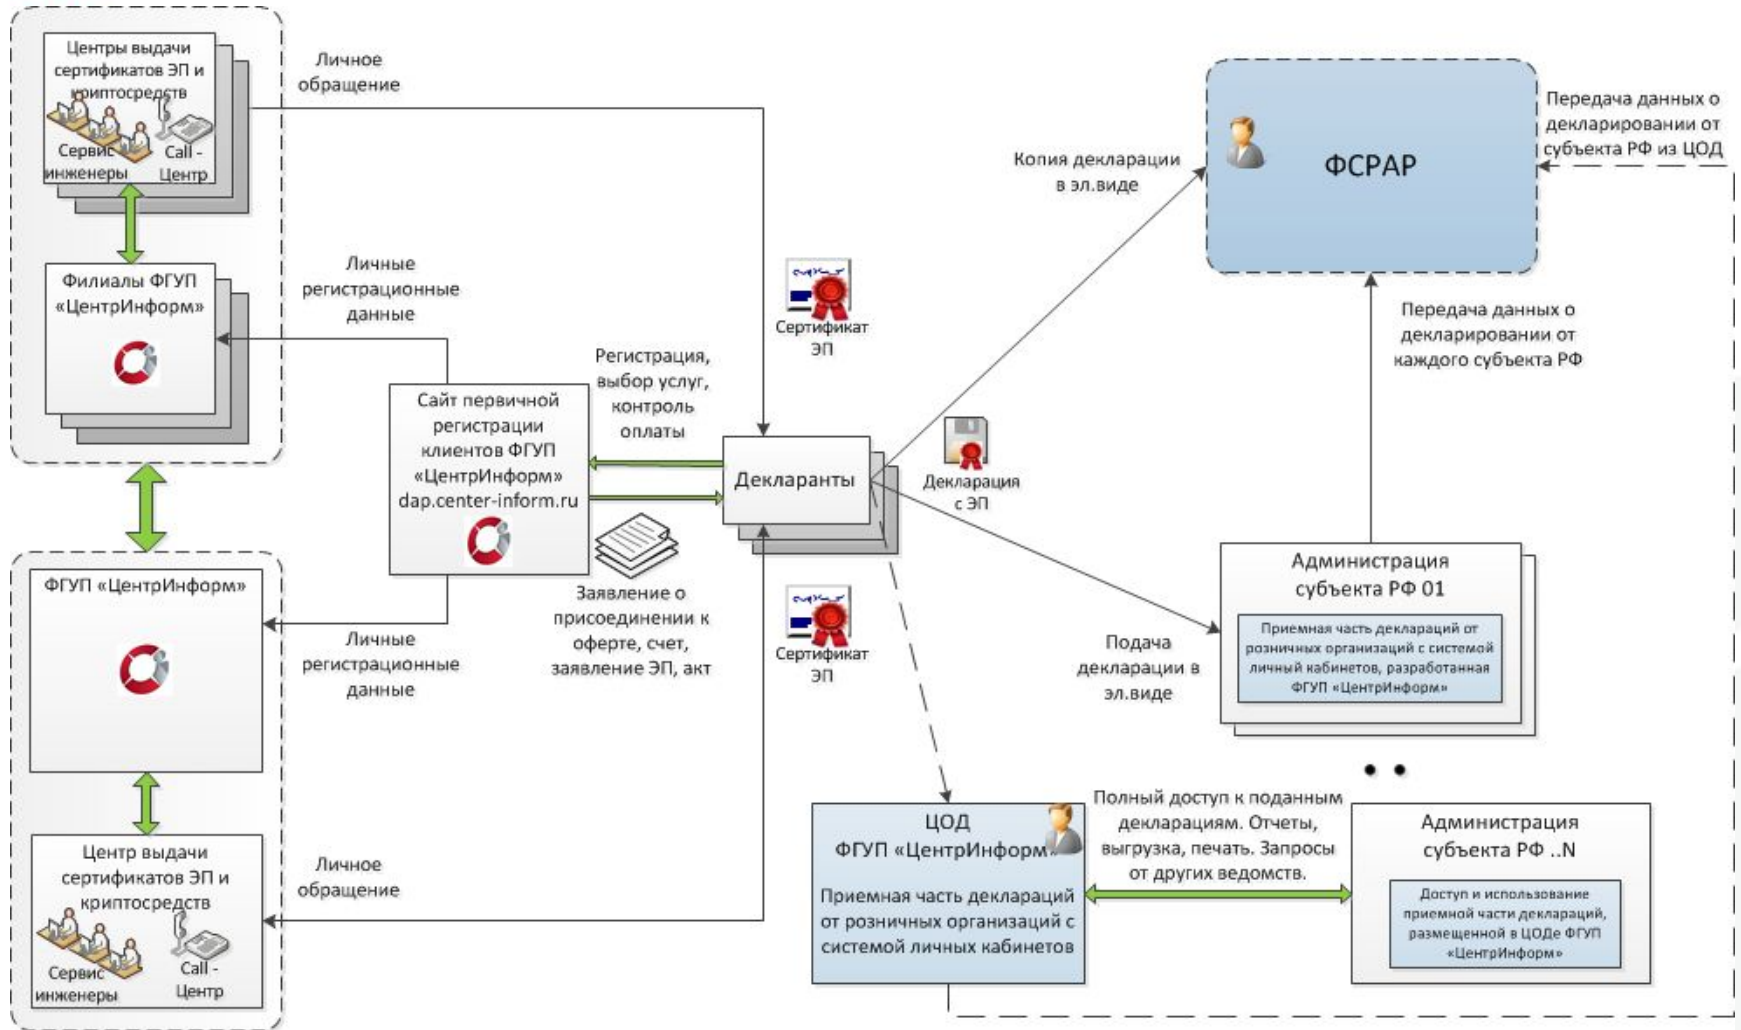 Центры выдачи
сертификатов ЭП и
криптосредств
Сервис
инженеры
Call -
Центр
Филиалы ФГУП
«ЦентрИнформ»
ФГУП «ЦентрИнформ»
Центр выдачи
сертификатов ЭП и
криптосредств
Сервис
инженеры
Call -
Центр
Личное
обращение
Личные
регистрационные
данные
Сайт первичной
регистрации
клиентов ФГУП
«ЦентрИнформ»
dap.center-inform.ru
Личные
регистрационные
данные
Личное
обращение
Регистрация,
выбор услуг,
контроль
оплаты
Заявление о
присоединении к
оферте, счет,
заявление ЭП, акт
Сертификат
ЭП
Декларанты
Сертификат
ЭП
Декларация
с ЭП
Копия декларации
в эл.виде
Подача
декларации в
эл.виде
ФСРАР
Передача данных о
декларировании от
субъекта РФ из ЦОД
Передача данных о
декларировании от
каждого субъекта РФ
Администрация
субъекта РФ 01
Приемная часть деклараций от
розничных организаций с системой
личный кабинетов, разработанная
ФГУП «ЦентрИнформ»
ЦОД
ФГУП «ЦентрИнформ»
Приемная часть деклараций
от розничных организаций с
системой личных кабинетов
Полный доступ к поданным
декларациям. Отчеты,
выгрузка, печать. Запросы
от других ведомств.
Администрация
субъекта РФ ..N
Доступ и использование
приемной части деклараций,
размещенной в ЦОДе ФГУП
«ЦентрИнформ»